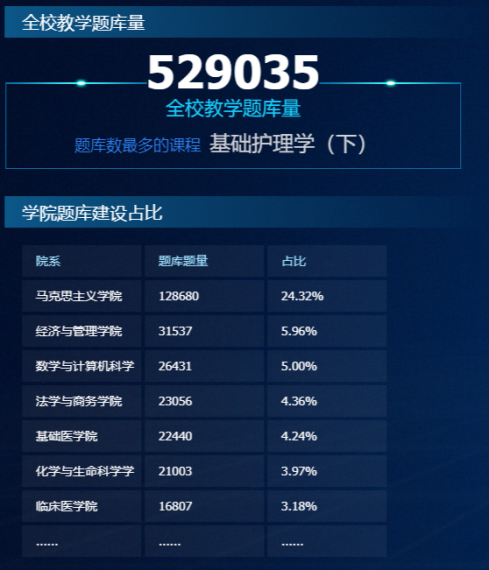 全校教学题库量
529035
全校教学题库量
题库数最多的课程 基础护理学（下）
学院题库建设占比
院系 题库题量 占比
马克思主义学院 128680 24.32%
经济与管理学院 31537 5.96%
数学与计算机科学 26431 5.00%
法学与商务学院 23056 4.36%
基础医学院 22440 4.24%
化学与生命科学学 21003 3.97%
临床医学院 16807 3.18%
...... ...... ......